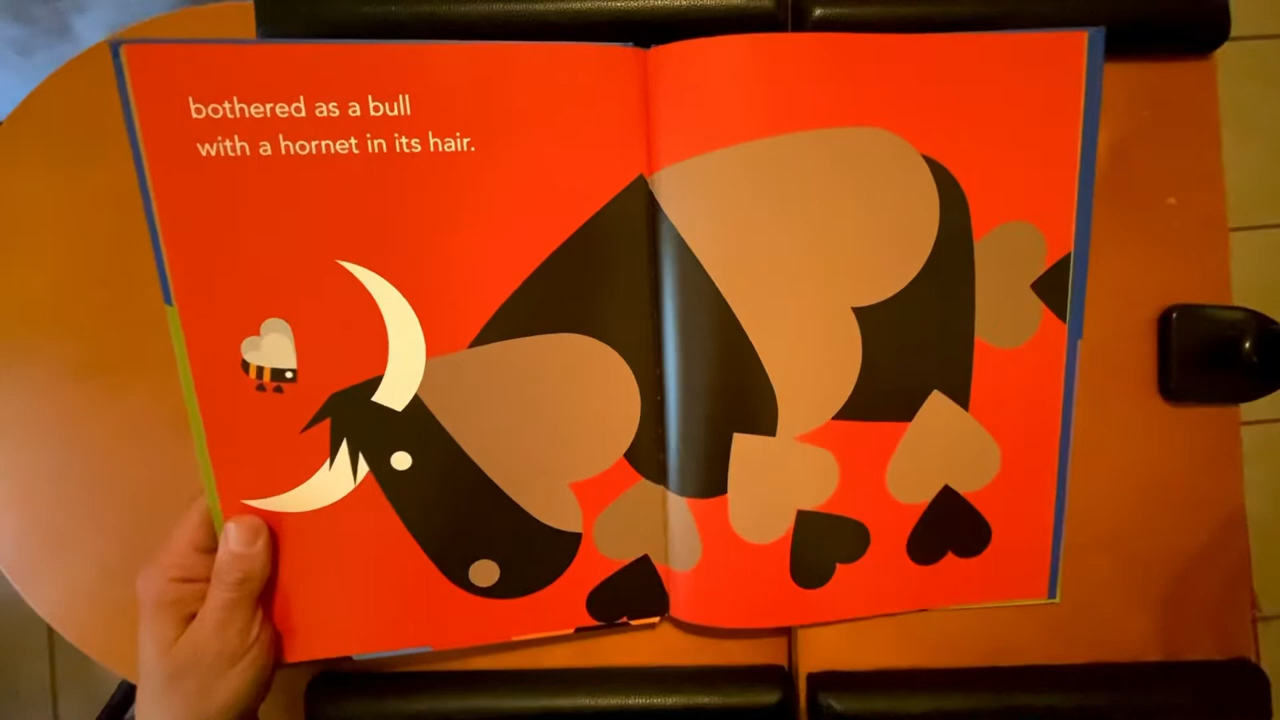 bothered as a bull
with a hornet in its hair.